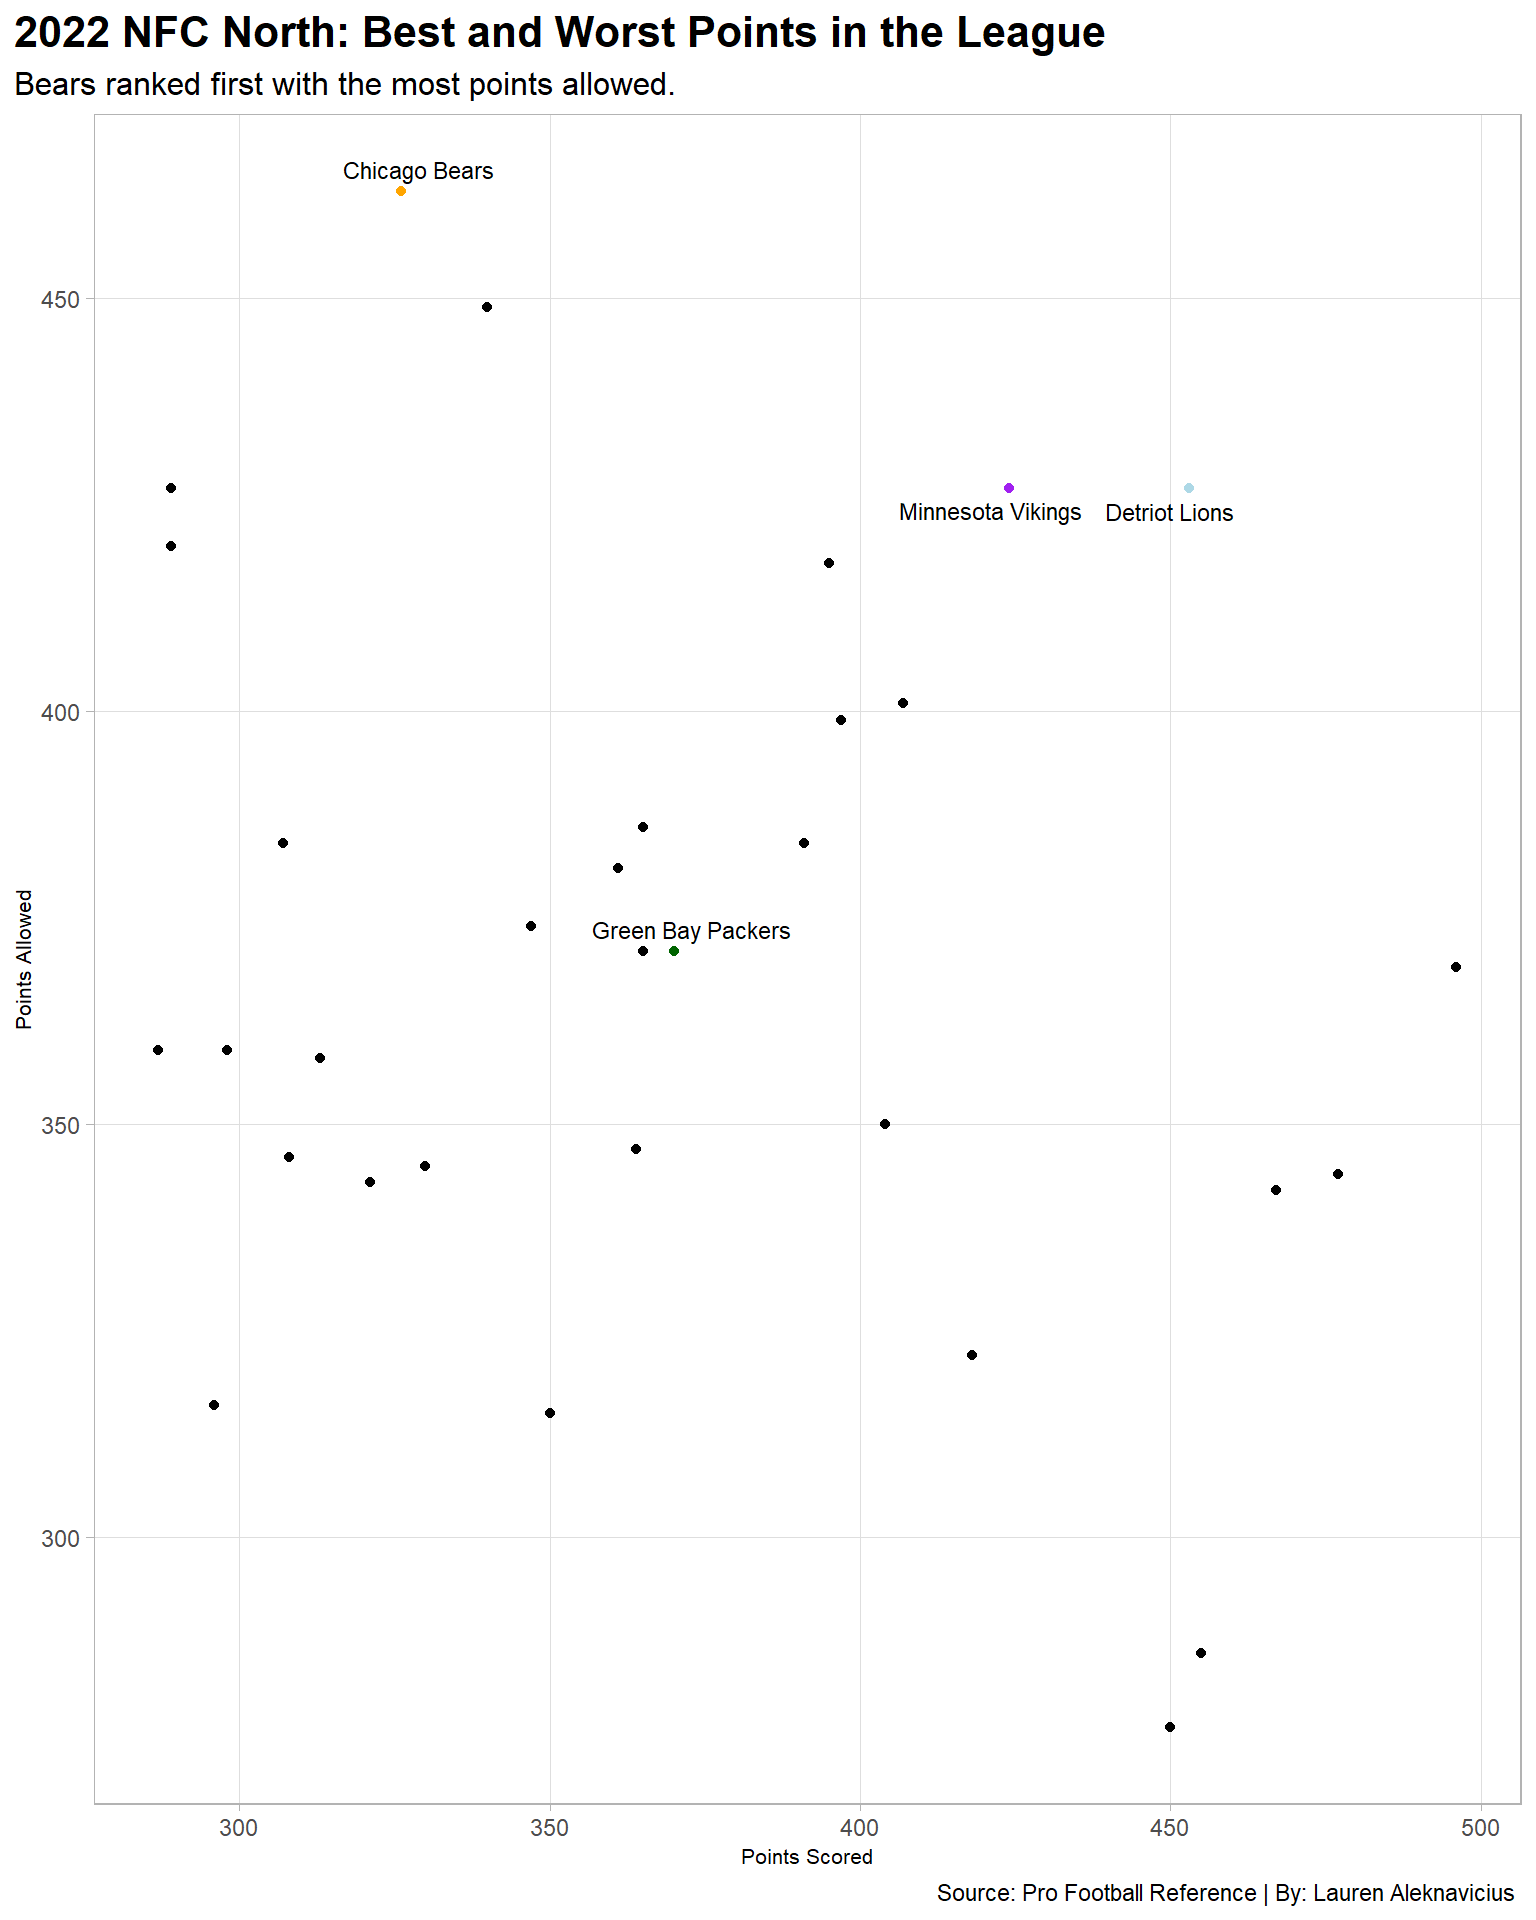 2022 NFC North: Best and Worst Points in the League
Bears ranked first with the most points allowed.
Chicago Bears
450
Minnesota Vikings
Detriot Lions
400
Green Bay Packers
Points Allowed
350
300
300
350
400
450
500
Points Scored
Source: Pro Football Reference | By: Lauren Aleknavicius